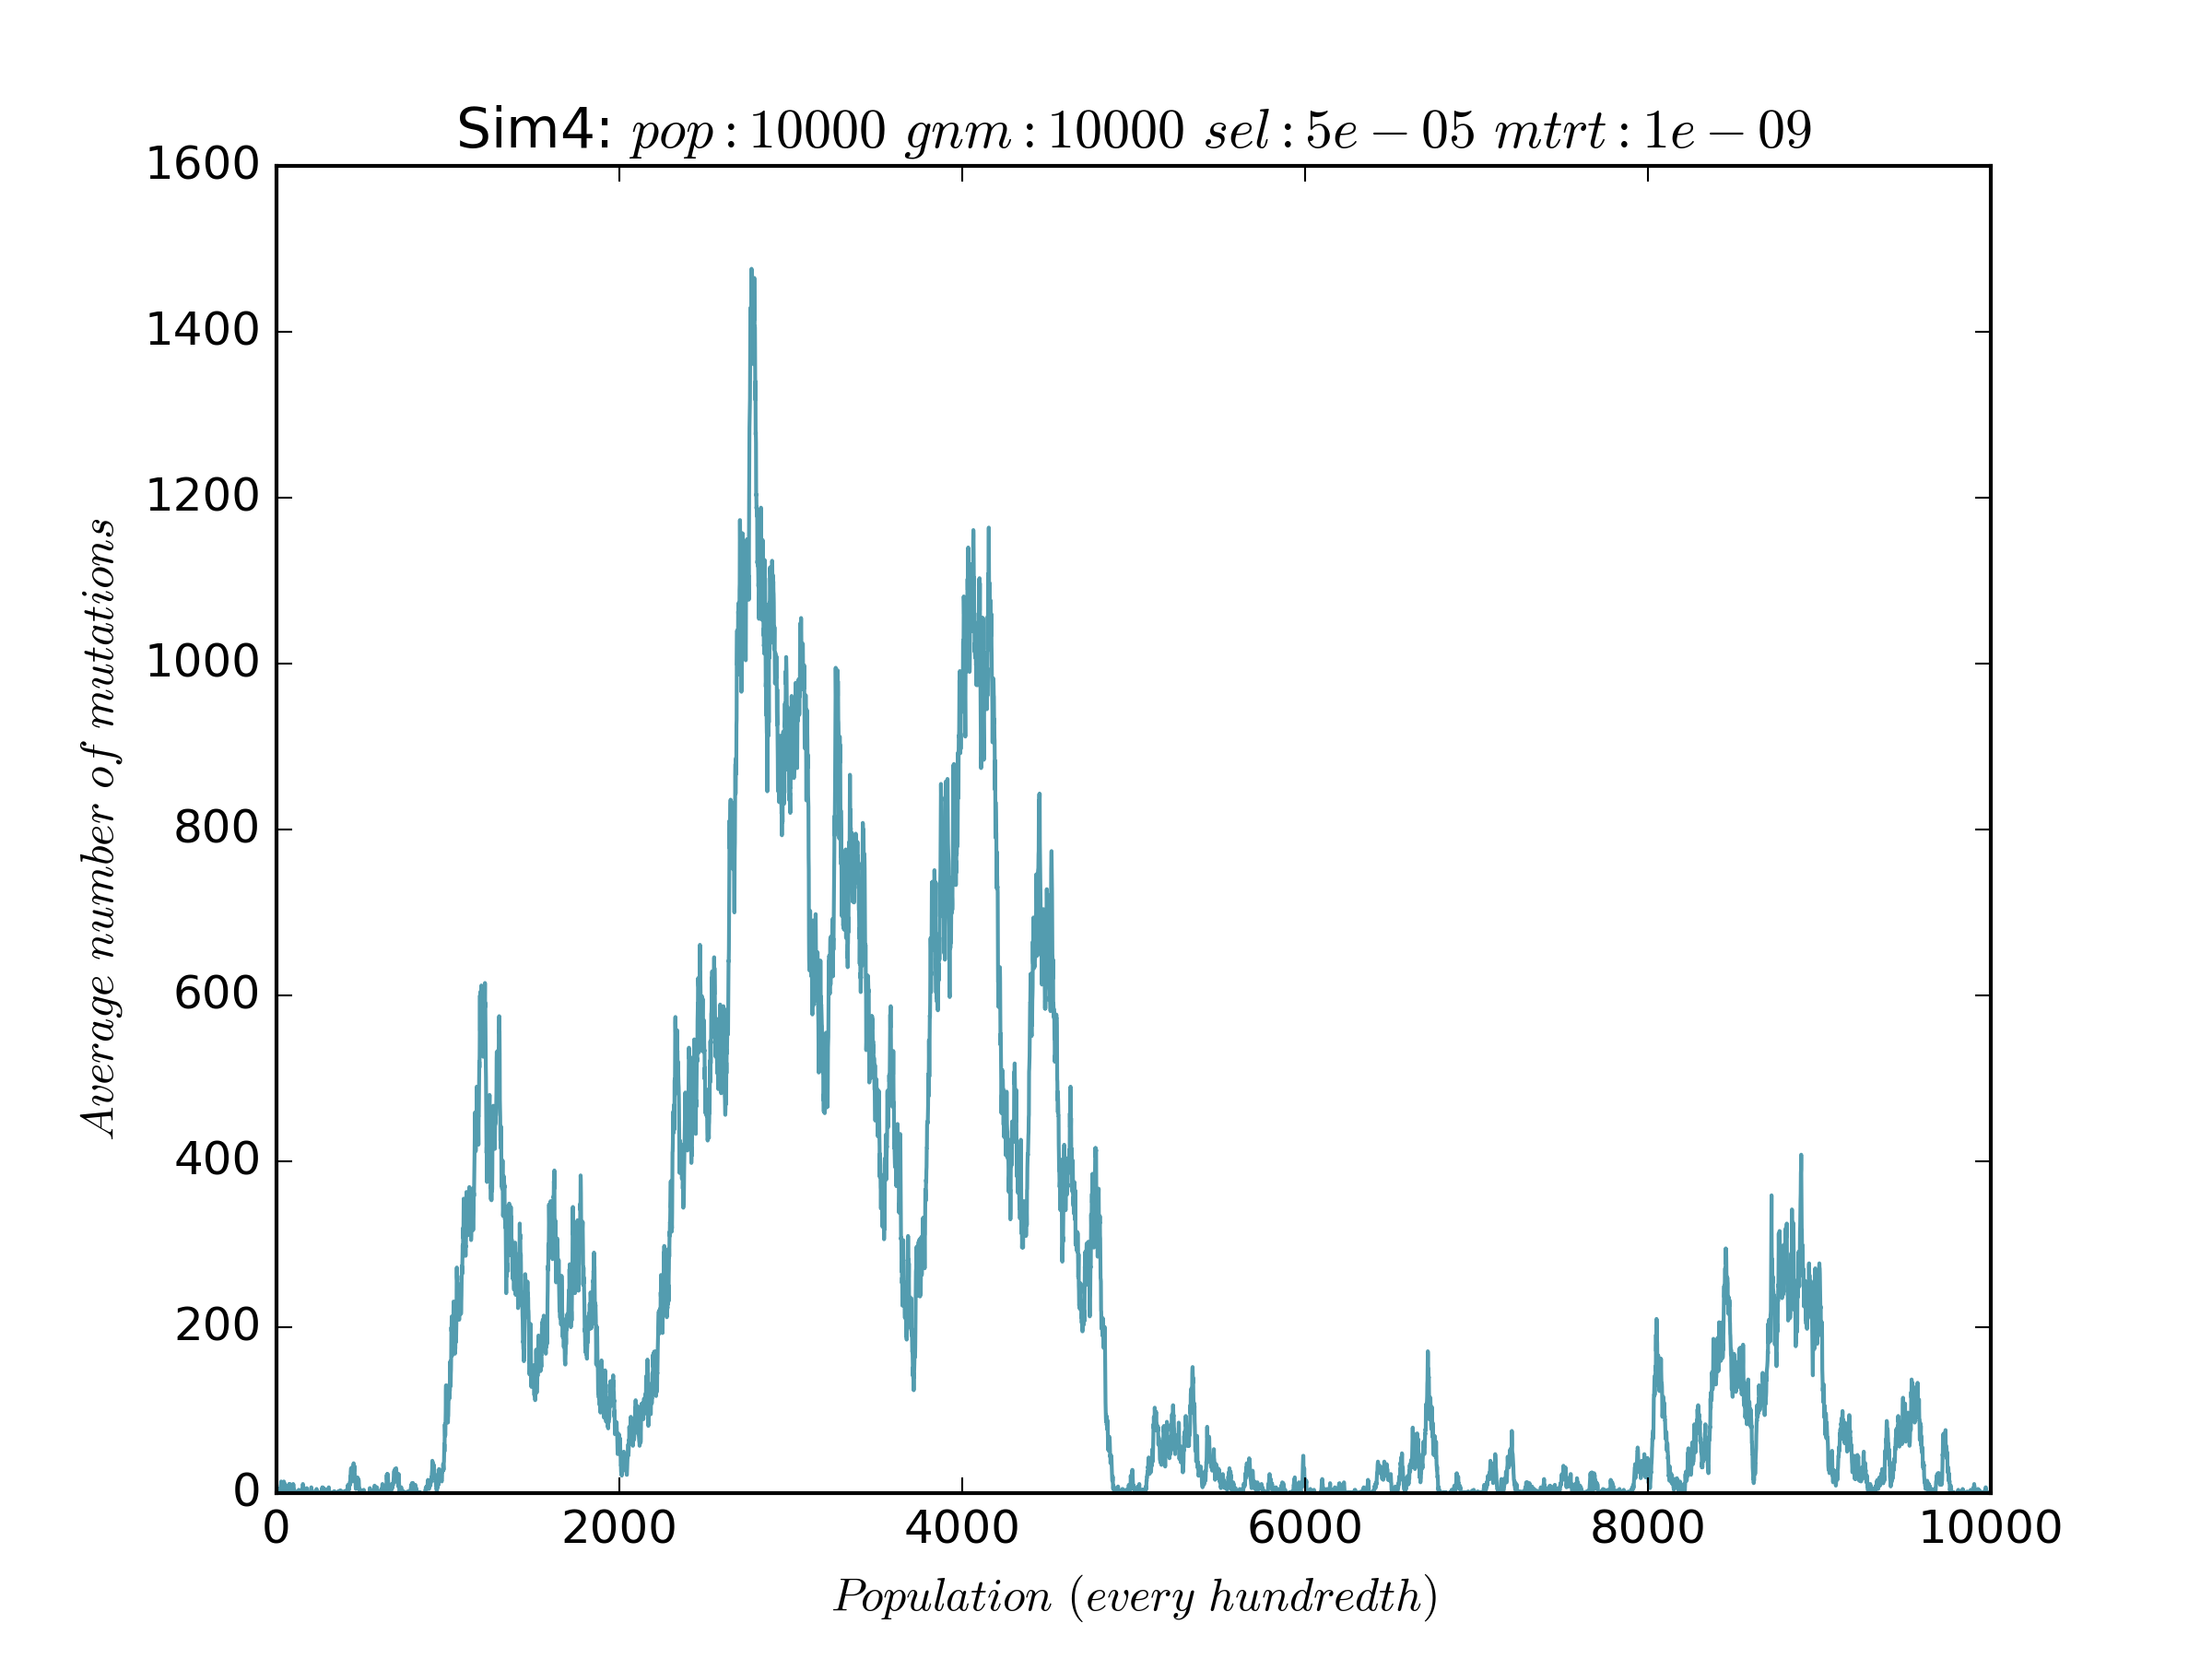 Sim4: pop : 10000 gnm : 10000 sel : 5e − 05 mtrt : 1e − 09
1600
1400
1200
1000
800
600
400
200
0
Average number of mutations
0 2000 4000 6000 8000 10000
Population (every hundredth)